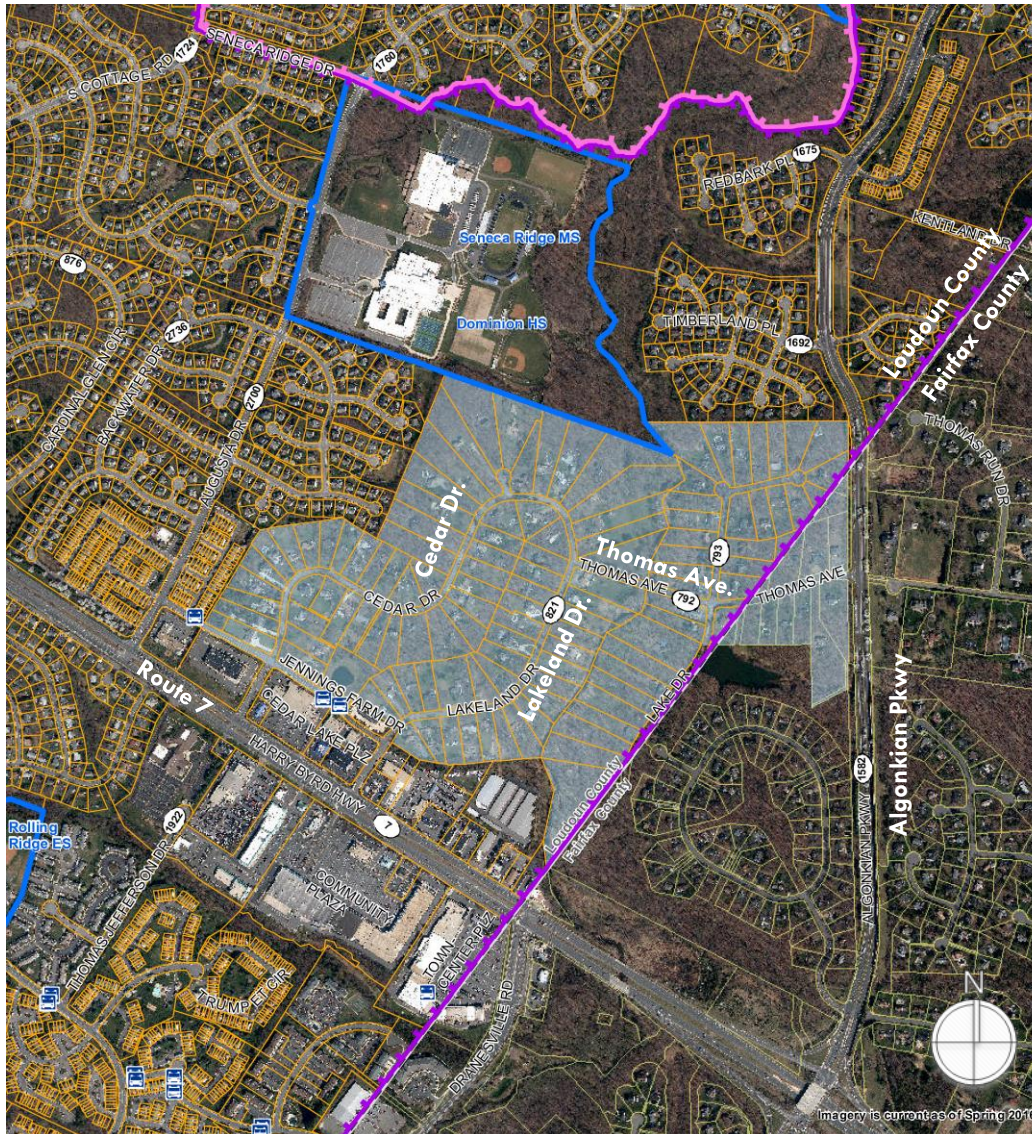 SENECA RIDGE DR
1724
S COTTAGE RD
1760
1675
REDBARK PL
KENTLAND DR
Seneca Ridge MS
876
Loudoun County
Fairfax County
2736
Dominion HS
TIMBERLAND PL
1692
CARDINAL GLEN CIR
BACKWATER DR
2700
AUGUSTA DR
THOMAS RUN DR
Cedar Dr.
Thomas Ave.
793
THOMAS AVE
792
THOMAS AVE
CEDAR DR
821
Lakeland Dr.
JENNINGS FARM DR
LAKELAND DR
LAKE DR
Route 7
CEDAR LAKE PLZ
Algonkian Pkwy
HARRY BYRD HWY
7
1582
ALGONKIAN PKWY
Loudoun County
Fairfax County
Rolling
Ridge ES
1922
THOMAS JEFFERSON DR
COMMUNITY
PLAZA
TOWN
CENTER PLZ
TRUMPET CIR
DRANESVILLE RD
N
Imagery is current as of Spring 2016